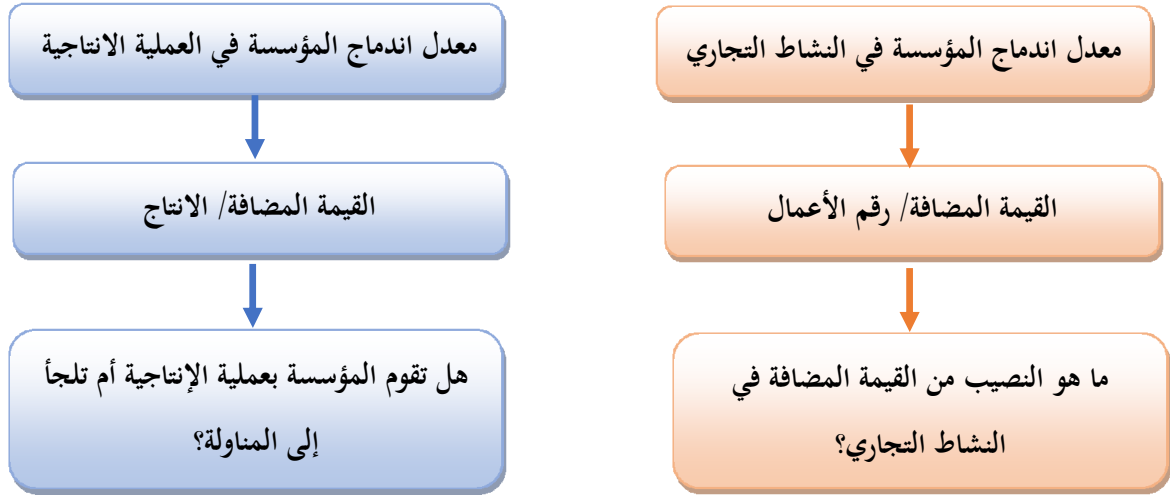 معدل اندماج المؤسسة في النشاط التجاري
القيمة المضافة/ رقم الأعمال
ما هو النصيب من القيمة المضافة في
النشاط التجاري؟
معدل اندماج المؤسسة في العملية الانتاجية
القيمة المضافة/ الانتاج
هل تقوم المؤسسة بعملية الإنتاجية أم تلجأ
إلى المناولة؟